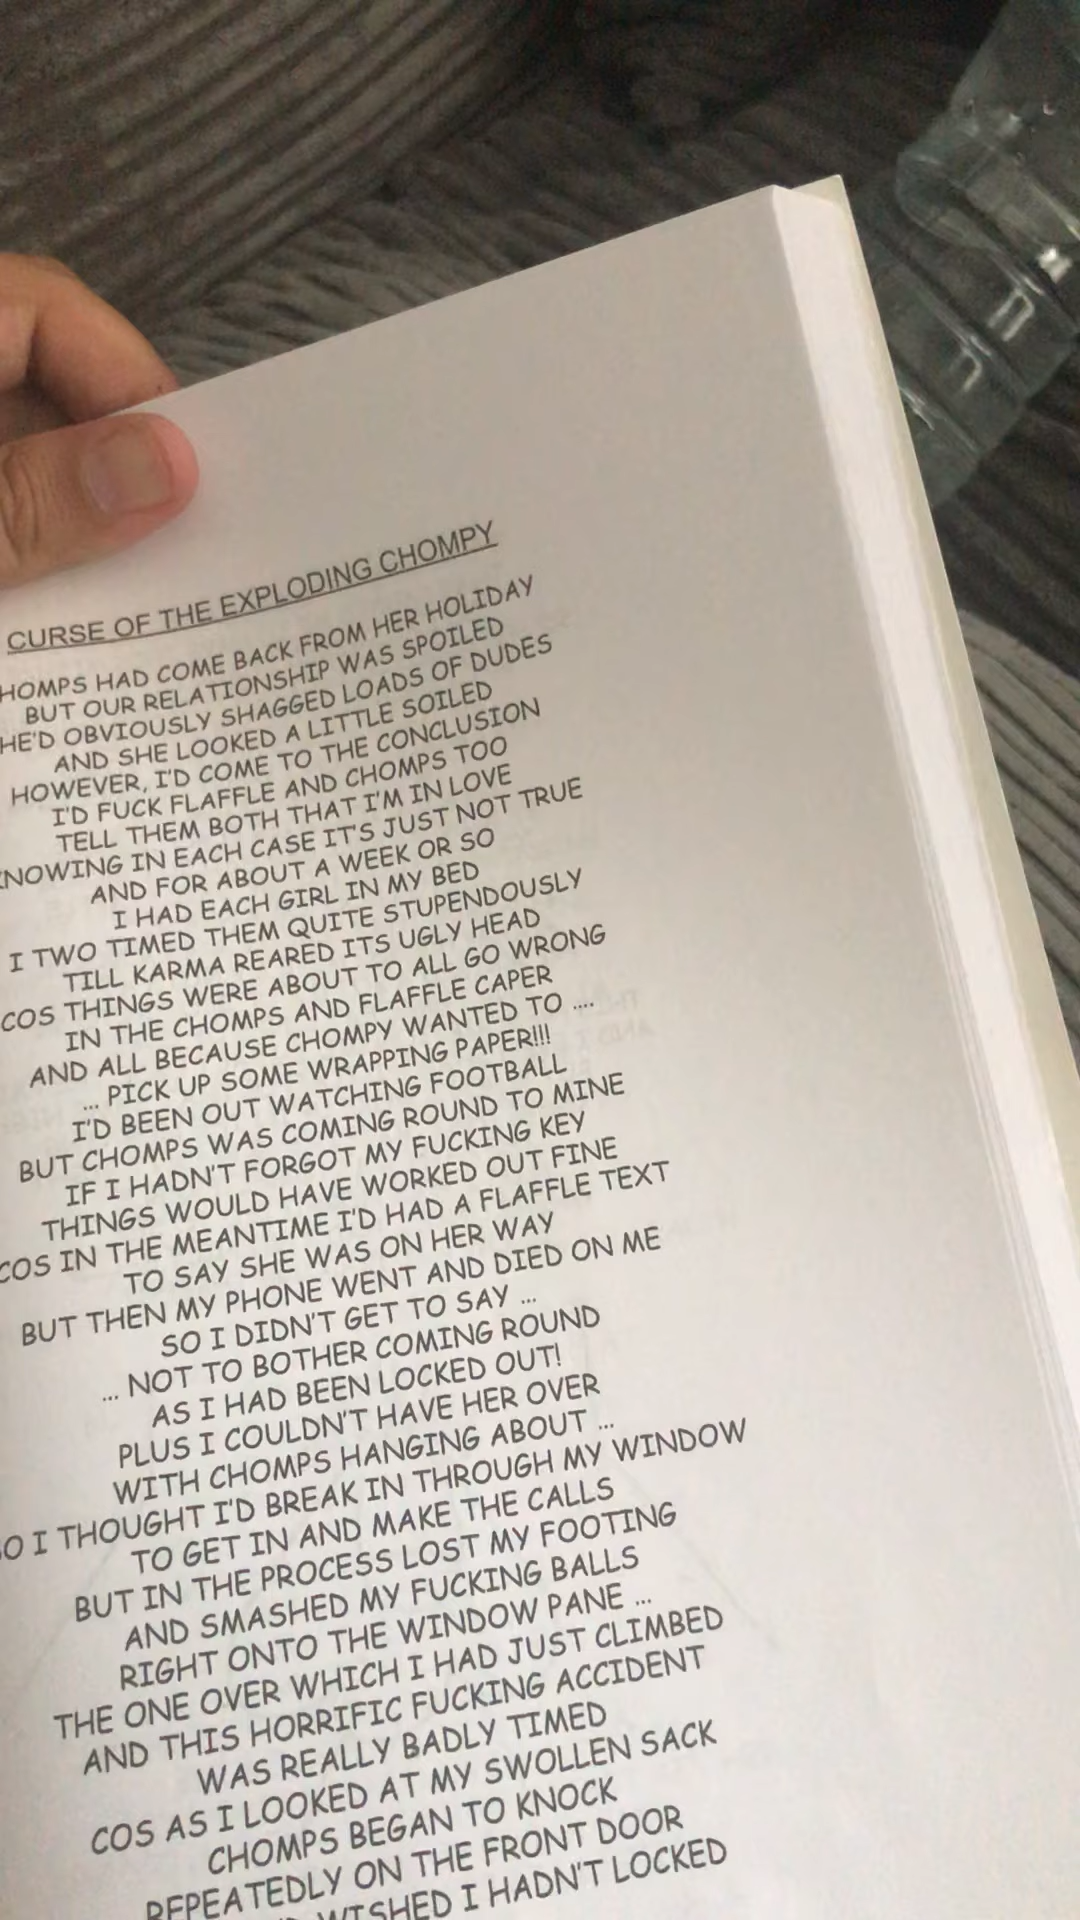 CURSE OF THE EXPLODING CHOMPY
HOMPS HAD COME BACK FROM HER HOLIDAY
BUT OUR RELATIONSHIP WAS SPOILED
HE'D OBVIOUSLY SHAGGED LOADS OF DUDES
AND SHE LOOKED A LITTLE SOILED
HOWEVER, I'D COME TO THE CONCLUSION
I'D FUCK FLAFFLE AND CHOMPS TOO
TELL THEM BOTH THAT I'M IN LOVE
KNOWING IN EACH CASE IT'S JUST NOT TRUE
AND FOR ABOUT A WEEK OR SO
I HAD EACH GIRL IN MY BED
I TWO TIMED THEM QUITE STUPENDOUSLY
TILL KARMA REARED ITS UGLY HEAD
COS THINGS WERE ABOUT TO ALL GO WRONG
IN THE CHOMPS AND FLAFFLE CAPER
AND ALL BECAUSE CHOMPY WANTED TO ....
... PICK UP SOME WRAPPING PAPER!!!
I'D BEEN OUT WATCHING FOOTBALL
BUT CHOMPS WAS COMING ROUND TO MINE
IF I HADN'T FORGOT MY FUCKING KEY
THINGS WOULD HAVE WORKED OUT FINE
COS IN THE MEANTIME I'D HAD A FLAFFLE TEXT
TO SAY SHE WAS ON HER WAY
BUT THEN MY PHONE WENT AND DIED ON ME
SO I DIDN'T GET TO SAY ...
... NOT TO BOTHER COMING ROUND
AS I HAD BEEN LOCKED OUT!
PLUS I COULDN'T HAVE HER OVER
WITH CHOMPS HANGING ABOUT ...
SO I THOUGHT I'D BREAK IN THROUGH MY WINDOW
TO GET IN AND MAKE THE CALLS
BUT IN THE PROCESS LOST MY FOOTING
AND SMASHED MY FUCKING BALLS
RIGHT ONTO THE WINDOW PANE ...
THE ONE OVER WHICH I HAD JUST CLIMBED
AND THIS HORRIFIC FUCKING ACCIDENT
WAS REALLY BADLY TIMED
COS AS I LOOKED AT MY SWOLLEN SACK
CHOMPS BEGAN TO KNOCK
REPEATEDLY ON THE FRONT DOOR
WISHED I HADN'T LOCKED